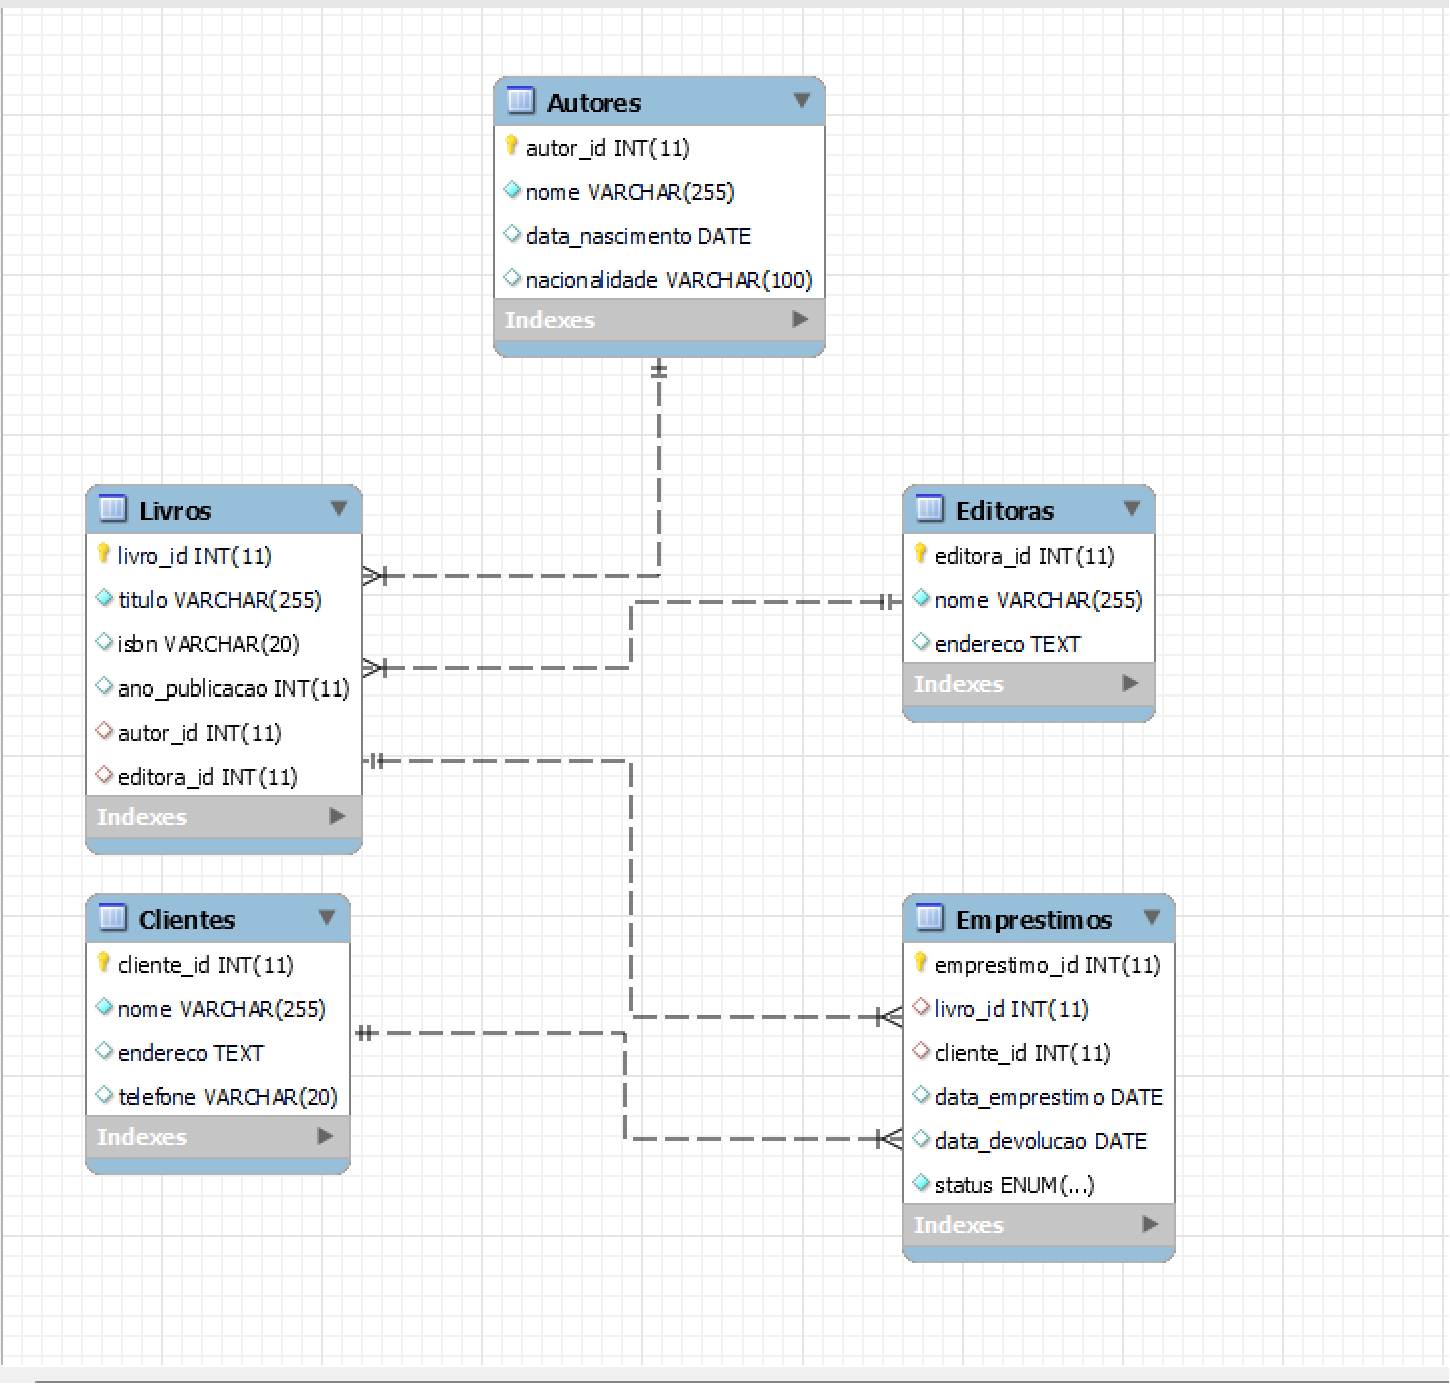 Autores
autor_id INT(11)
nome VARCHAR(255)
data_nascimento DATE
nacionalidade VARCHAR(100)
Indexes
Livros
livro_id INT(11)
titulo VARCHAR(255)
isbn VARCHAR(20)
ano_publicacao INT(11)
autor_id INT(11)
editora_id INT(11)
Indexes
Editoras
editora_id INT(11)
nome VARCHAR(255)
endereco TEXT
Indexes
Clientes
cliente_id INT(11)
nome VARCHAR(255)
endereco TEXT
telefone VARCHAR(20)
Indexes
Emprestimos
emprestimo_id INT(11)
livro_id INT(11)
cliente_id INT(11)
data_emprestimo DATE
data_devolucao DATE
status ENUM(...)
Indexes